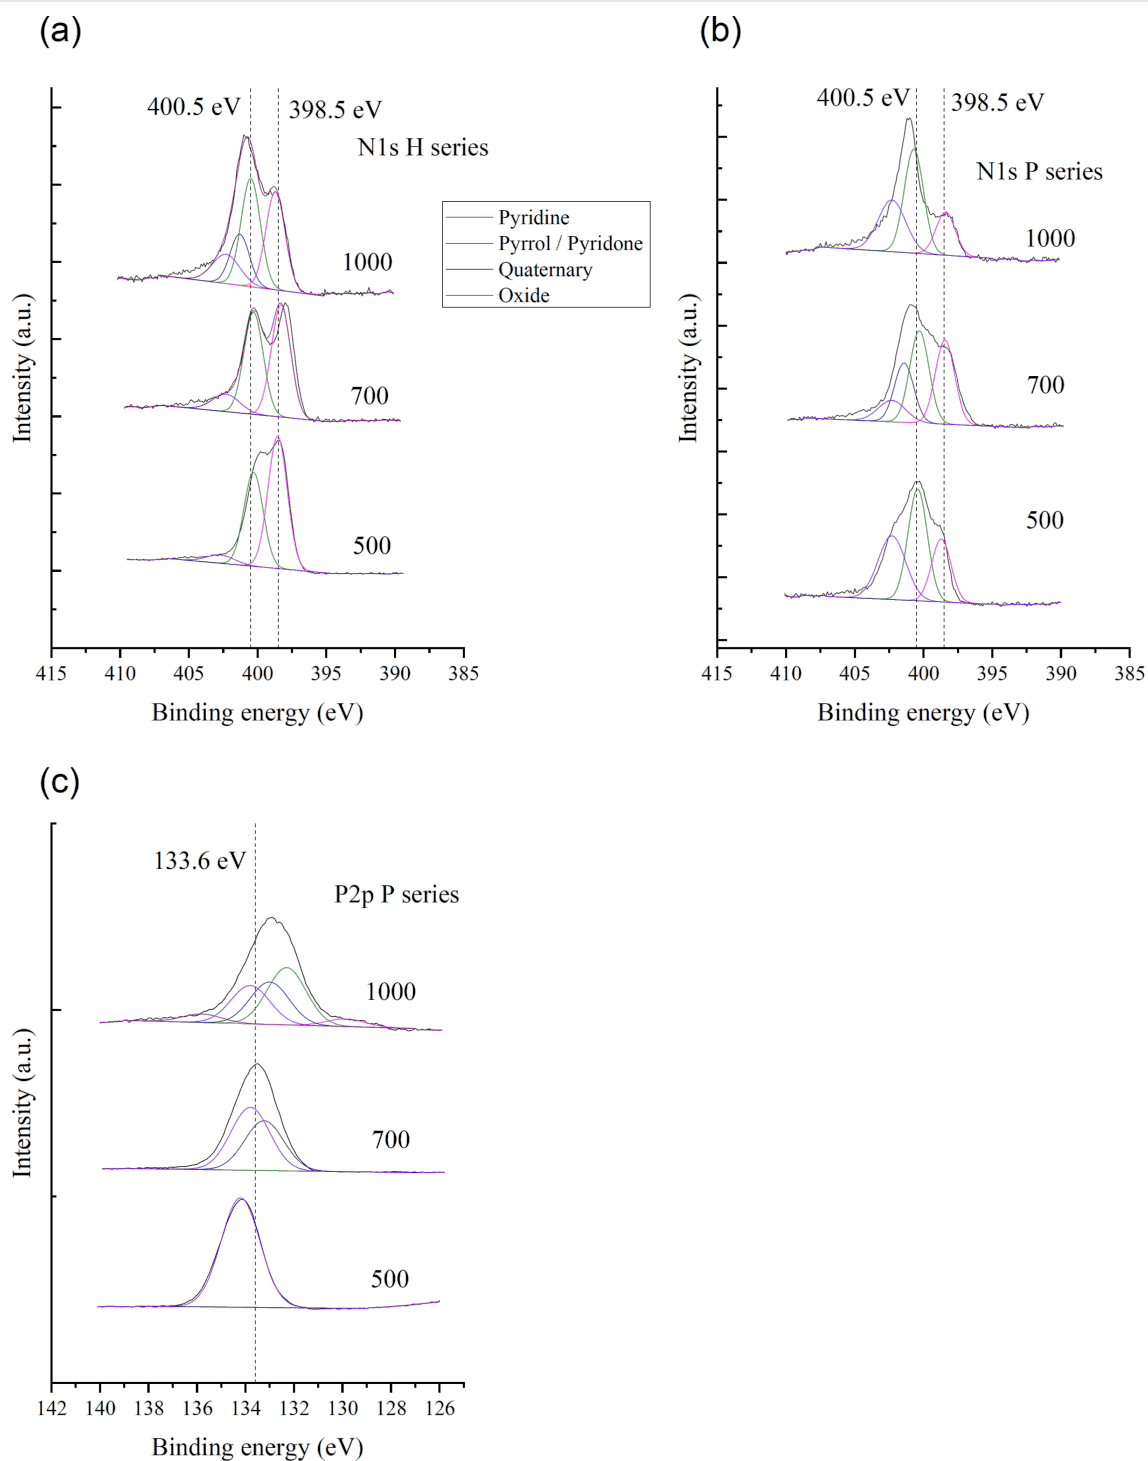 (a)
400.5 eV
398.5 eV
N1s H series
1000
700
500
Intensity (a.u.)
415 410 405 400 395 390 385
Binding energy (eV)
Pyridine
Pyrrol / Pyridone
Quaternary
Oxide
(b)
400.5 eV
398.5 eV
N1s P series
1000
700
500
Intensity (a.u.)
415 410 405 400 395 390 385
Binding energy (eV)
(c)
133.6 eV
P2p P series
1000
700
500
Intensity (a.u.)
142 140 138 136 134 132 130 128 126
Binding energy (eV)